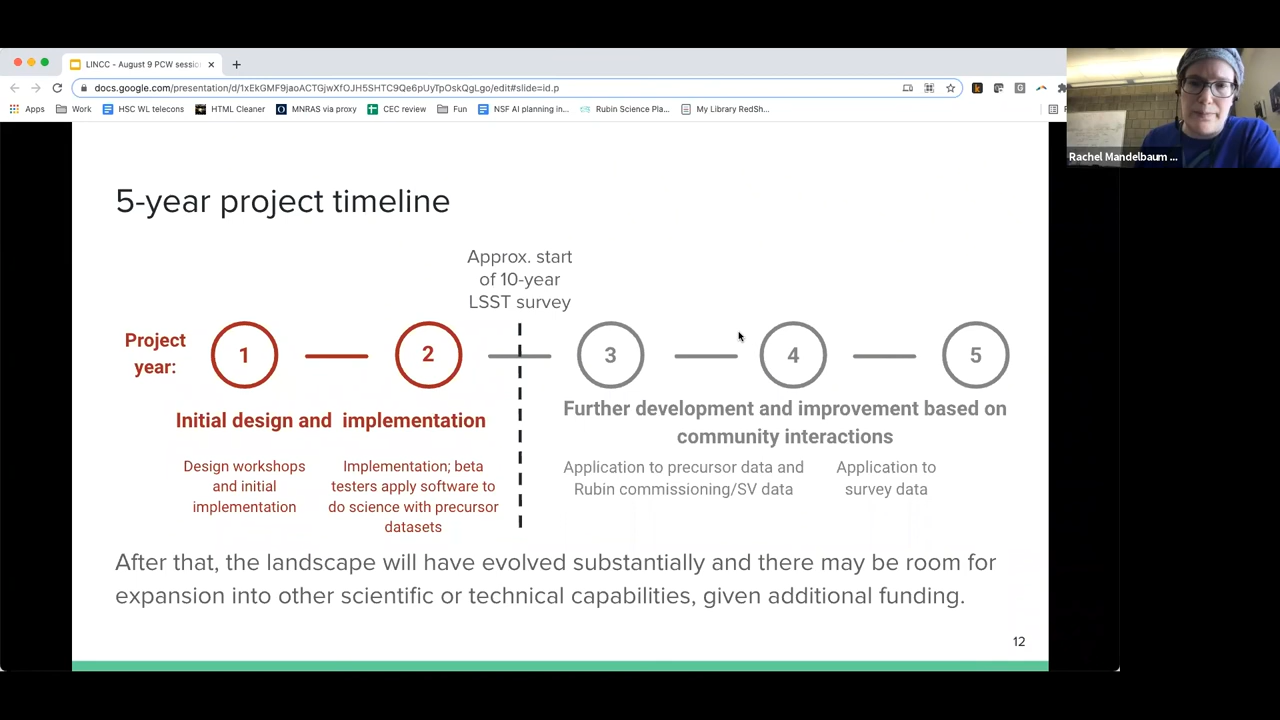 LINCC - August 9 PCW sessio
docs.google.com/presentation/d/1xEkGMF9jaoACTGjwXfOJH5SHTC9Qe6pUyTpOskQgLgo/edit#slide=id.p
Apps Work HSC WL telecons HTML Cleaner MNRAS via proxy CEC review Fun NSF AI planning in... Rubin Science Pla... My Library RedSh...
Rachel Mandelbaum ...
5-year project timeline
Approx. start
of 10-year
LSST survey
Project
year:
1 2 3 4 5
Initial design and implementation
Design workshops
and initial
implementation
Implementation; beta
testers apply software to
do science with precursor
datasets
Further development and improvement based on
community interactions
Application to precursor data and
Rubin commissioning/SV data
Application to
survey data
After that, the landscape will have evolved substantially and there may be room for
expansion into other scientific or technical capabilities, given additional funding.
12